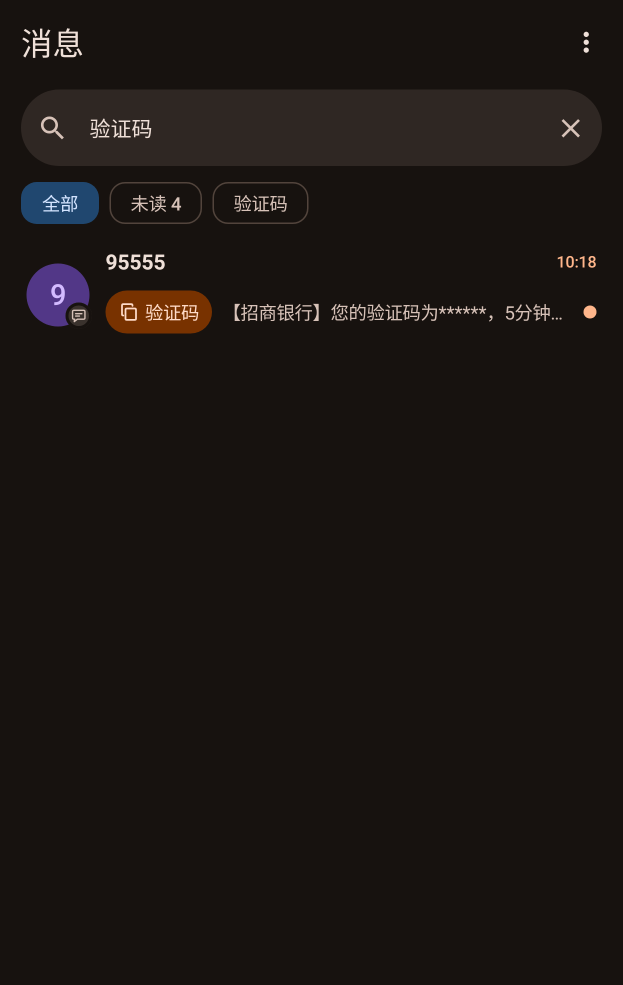 消息
验证码
全部 未读 4 验证码
95555 10:18
9 验证码 【招商银行】您的验证码为******，5分钟…